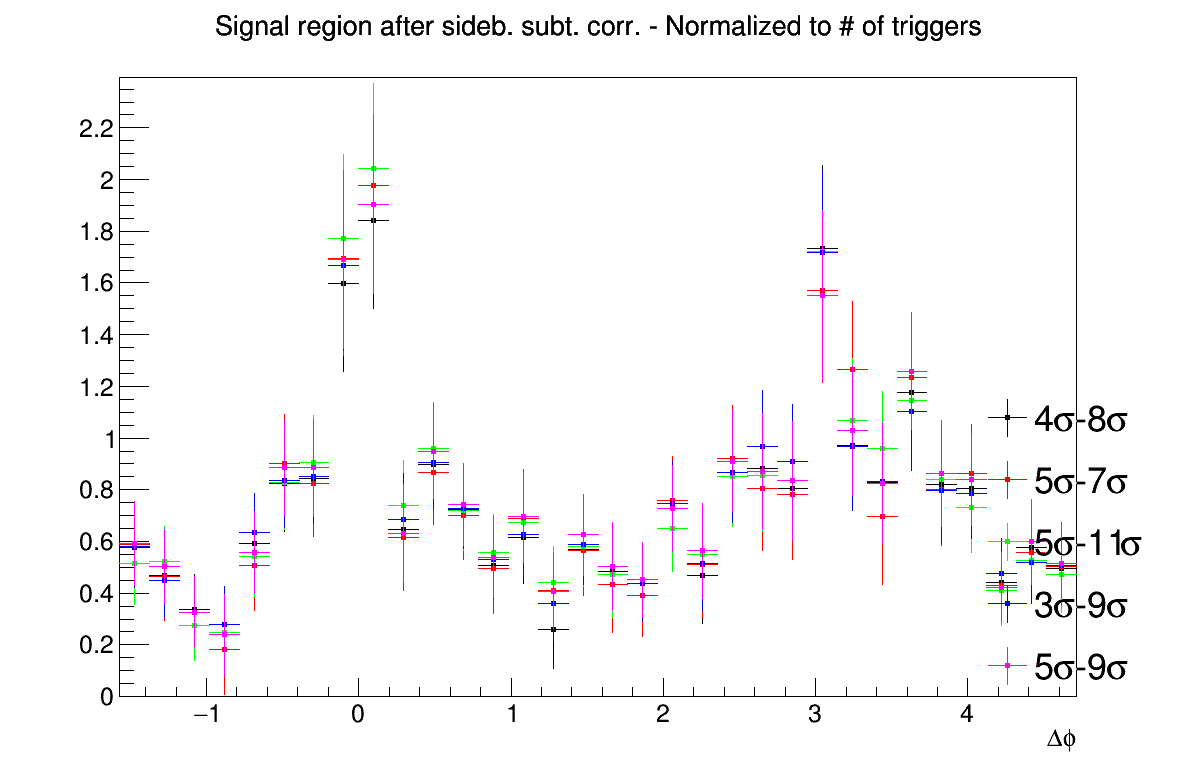 Signal region after sideb. subt. corr. - Normalized to # of triggers
2.2
2
1.8
1.6
1.4
1.2
1
0.8
0.6
0.4
0.2
0
4σ-8σ
5σ-7σ
5σ-11σ
3σ-9σ
5σ-9σ
−1 0 1 2 3 4
Δϕ